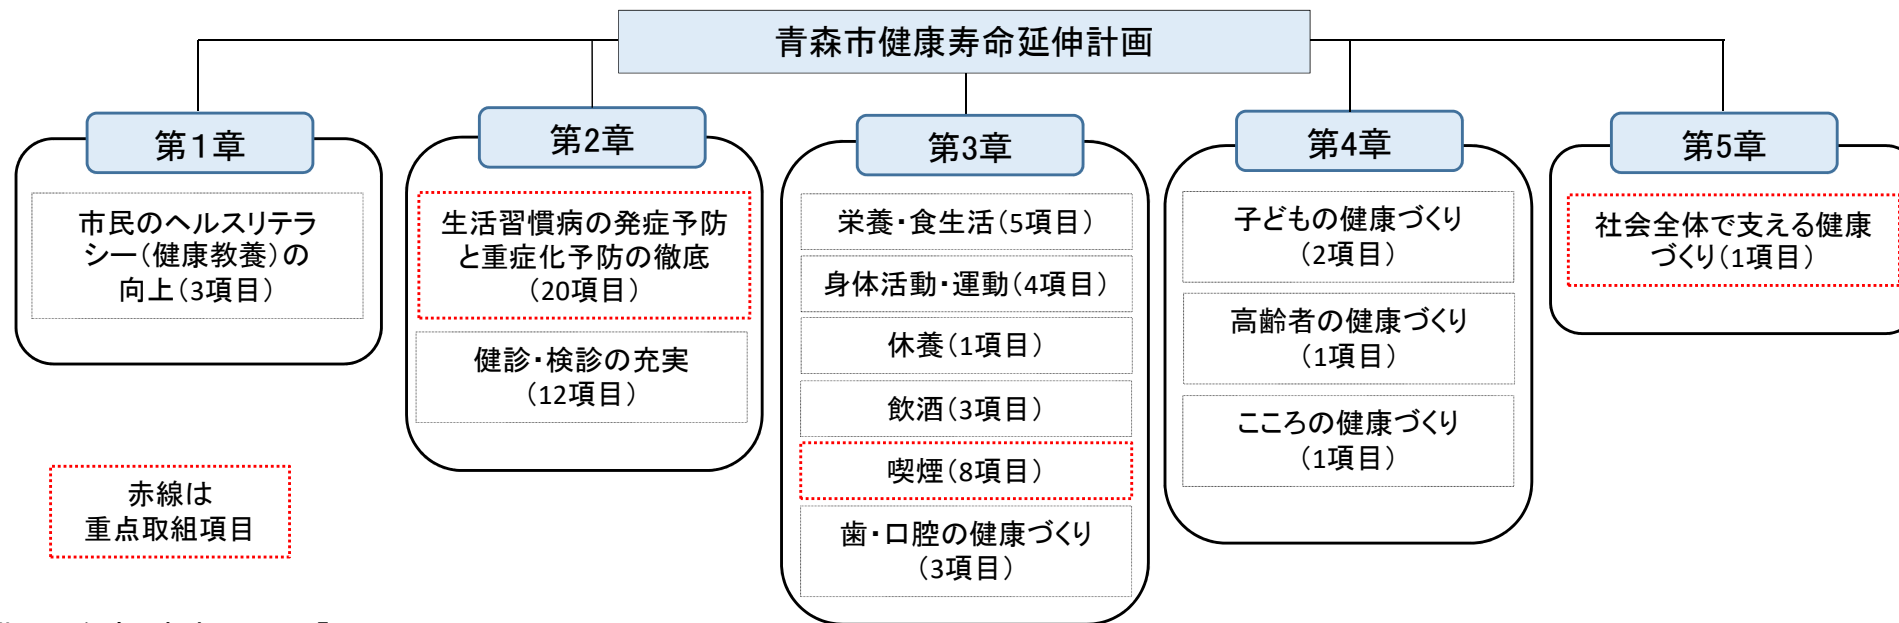 青森市健康寿命延伸計画
第1章
市民のヘルスリテラ
シー(健康教養)の
向上(3項目)
第2章
生活習慣病の発症予防
と重症化予防の徹底
(20項目)
健診・検診の充実
(12項目)
第3章
栄養・食生活(5項目)
身体活動・運動(4項目)
休養(1項目)
飲酒(3項目)
喫煙(8項目)
歯・口腔の健康づくり
(3項目)
第4章
子どもの健康づくり
(2項目)
高齢者の健康づくり
(1項目)
こころの健康づくり
(1項目)
第5章
社会全体で支える健康
づくり(1項目)
赤線は
重点取組項目